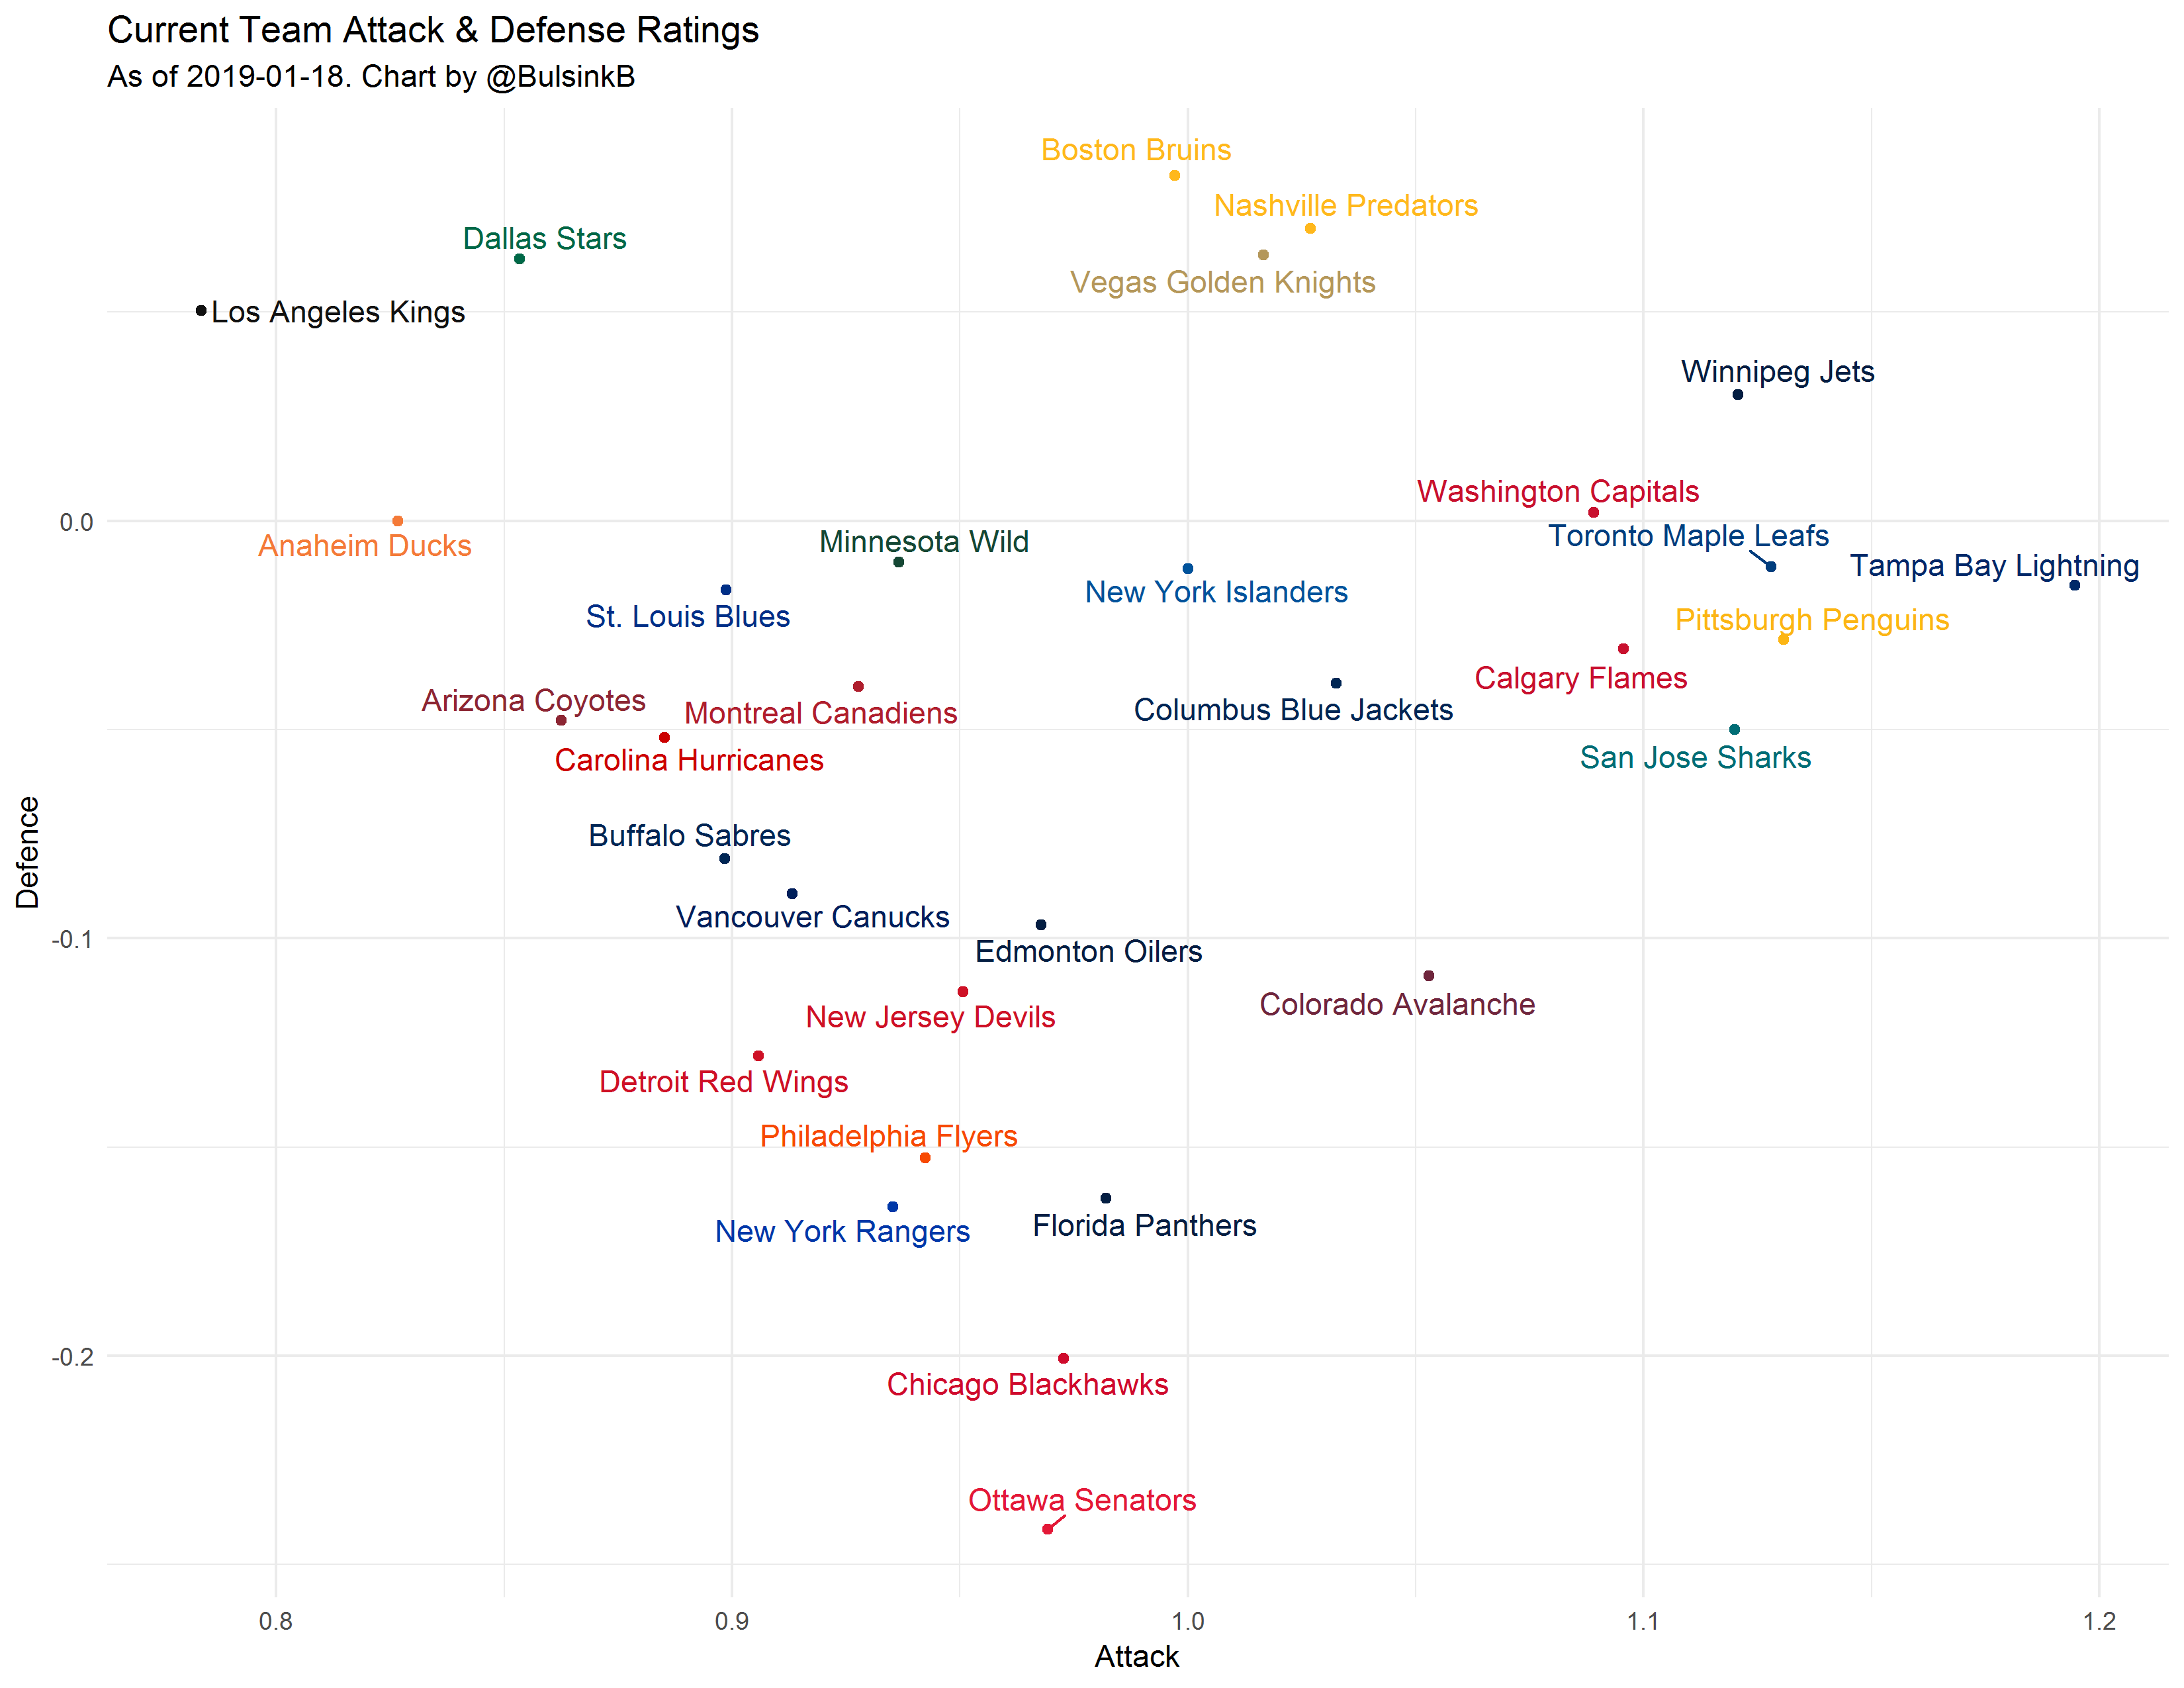 Current Team Attack & Defense Ratings
As of 2019-01-18. Chart by @BulsinkB
Boston Bruins
Nashville Predators
Dallas Stars
Vegas Golden Knights
Los Angeles Kings
Winnipeg Jets
Washington Capitals
0.0
Toronto Maple Leafs
Anaheim Ducks
Minnesota Wild
Tampa Bay Lightning
New York Islanders
St. Louis Blues
Pittsburgh Penguins
Calgary Flames
Arizona Coyotes
Montreal Canadiens
Columbus Blue Jackets
Carolina Hurricanes
San Jose Sharks
Buffalo Sabres
Defence
Vancouver Canucks
-0.1
Edmonton Oilers
Colorado Avalanche
New Jersey Devils
Detroit Red Wings
Philadelphia Flyers
Florida Panthers
New York Rangers
-0.2
Chicago Blackhawks
Ottawa Senators
0.8 0.9 1.0 1.1 1.2
Attack